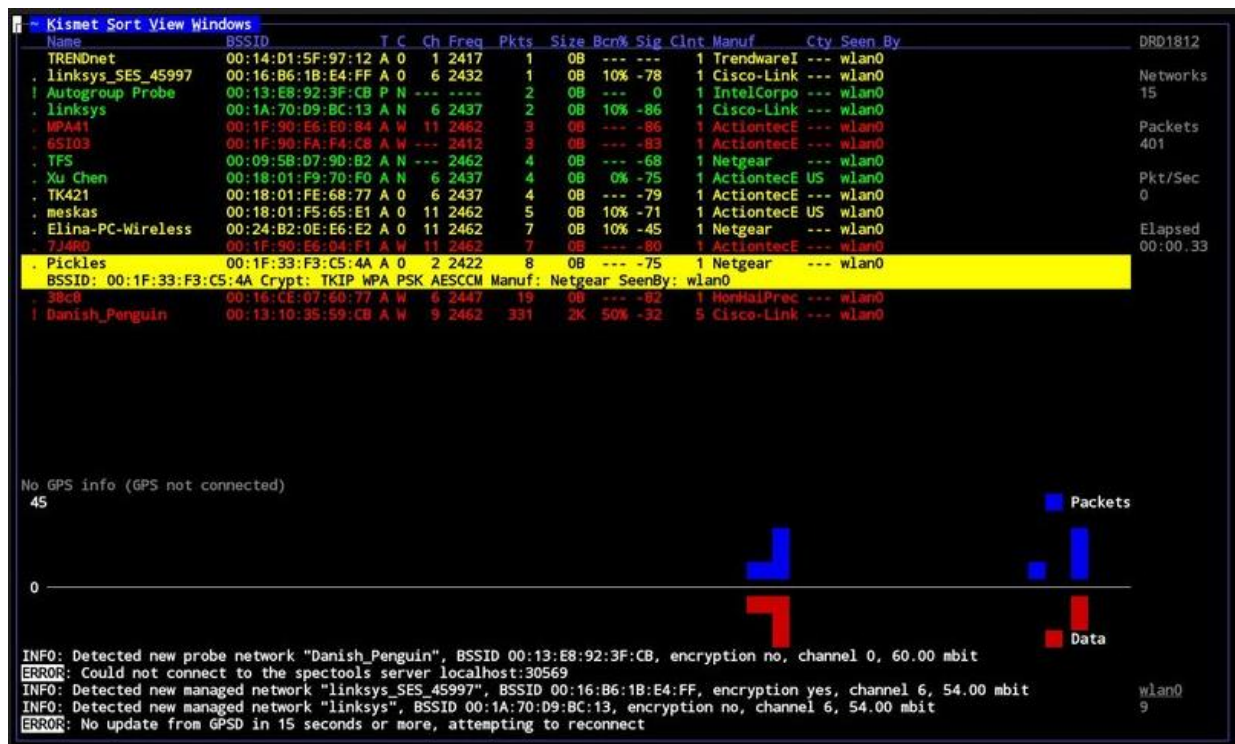 ~ Kismet Sort View Windows
Name BSSID T C Ch Freq Pkts Size Bcn% Sig Clnt Manuf Cty Seen By DRD1812
TRENDnet 00:14:D1:5F:97:12 A O 1 2417 1 0B --- --- 1 TrendwareI --- wlan0
. linksys_SES_45997 00:16:B6:1B:E4:FF A O 6 2432 1 0B 10% -78 1 Cisco-Link --- wlan0 Networks
! Autogroup Probe 00:13:E8:92:3F:CB P N --- ---- 2 0B --- 0 1 IntelCorpo --- wlan0 15
. linksys 00:1A:70:D9:BC:13 A N 6 2437 2 0B 10% -86 1 Cisco-Link --- wlan0
. MPA41 00:1F:90:E6:E0:84 A W 11 2462 3 0B --- -86 1 ActiontecE --- wlan0 Packets
. 6SI03 00:1F:90:FA:F4:C8 A W --- 2412 3 0B --- -83 1 ActiontecE --- wlan0 401
. TFS 00:09:5B:D7:9D:B2 A N --- 2462 4 0B --- -68 1 Netgear --- wlan0
. Xu Chen 00:18:01:F9:70:F0 A N 6 2437 4 0B 0% -75 1 ActiontecE US wlan0 Pkt/Sec
. TK421 00:18:01:FE:68:77 A O 6 2437 4 0B --- -79 1 ActiontecE --- wlan0 0
. meskas 00:18:01:F5:65:E1 A O 11 2462 5 0B 10% -71 1 ActiontecE US wlan0
. Elina-PC-Wireless 00:24:B2:0E:E6:E2 A O 11 2462 7 0B 10% -45 1 Netgear --- wlan0 Elapsed
. 7J4RO 00:1F:90:E6:04:F1 A W 11 2462 7 0B --- -80 1 ActiontecE --- wlan0 00:00.33
. Pickles 00:1F:33:F3:C5:4A A O 2 2422 8 0B --- -75 1 Netgear --- wlan0
BSSID: 00:1F:33:F3:C5:4A Crypt: TKIP WPA PSK AESCCM Manuf: Netgear SeenBy: wlan0
. 38c8 00:16:CE:07:60:77 A W 6 2447 19 0B --- -82 1 HonHaiPrec --- wlan0
! Danish_Penguin 00:13:10:35:59:CB A W 9 2462 331 2K 50% -32 5 Cisco-Link --- wlan0
No GPS info (GPS not connected)
45 Packets
0
Data
INFO: Detected new probe network "Danish_Penguin", BSSID 00:13:E8:92:3F:CB, encryption no, channel 0, 60.00 mbit
ERROR: Could not connect to the spectools server localhost:30569
INFO: Detected new managed network "linksys_SES_45997", BSSID 00:16:B6:1B:E4:FF, encryption yes, channel 6, 54.00 mbit wlan0
INFO: Detected new managed network "linksys", BSSID 00:1A:70:D9:BC:13, encryption no, channel 6, 54.00 mbit 9
ERROR: No update from GPSD in 15 seconds or more, attempting to reconnect